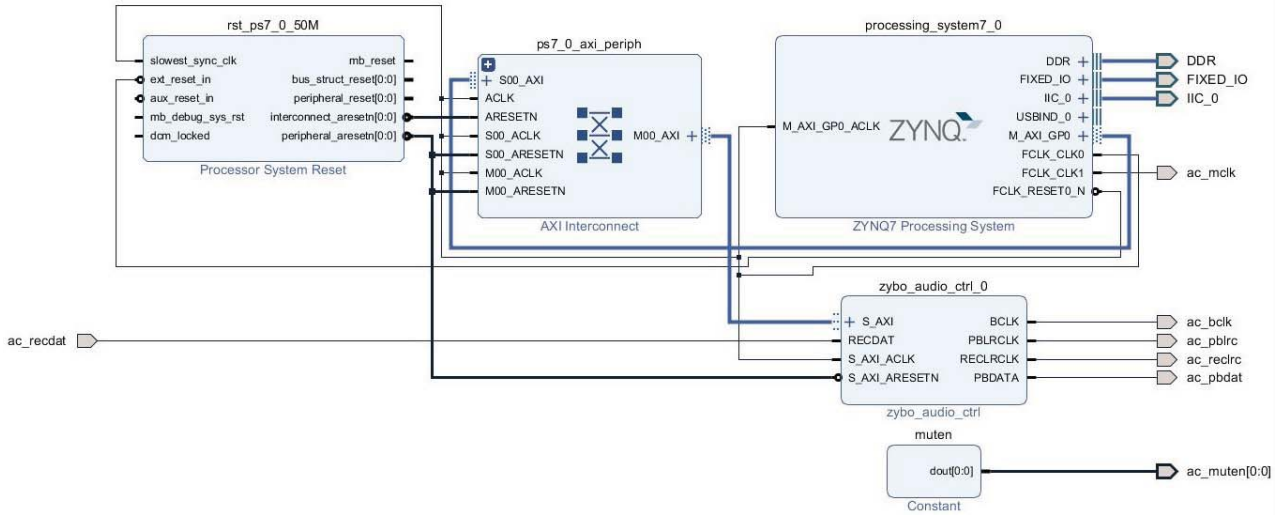 rst_ps7_0_50M
slowest_sync_clk
ext_reset_in
aux_reset_in
mb_debug_sys_rst
dcm_locked
mb_reset
bus_struct_reset[0:0]
peripheral_reset[0:0]
interconnect_aresetn[0:0]
peripheral_aresetn[0:0]
Processor System Reset
ps7_0_axi_periph
S00_AXI
ACLK
ARESETN
S00_ACLK
S00_ARESETN
M00_ACLK
M00_ARESETN
M00_AXI
AXI Interconnect
processing_system7_0
M_AXI_GP0_ACLK
ZYNQ
DDR
FIXED_IO
IIC_0
USBIND_0
M_AXI_GP0
FCLK_CLK0
FCLK_CLK1
FCLK_RESET0_N
ZYNQ7 Processing System
DDR
FIXED_IO
IIC_0
ac_mclk
ac_recdat
zybo_audio_ctrl_0
S_AXI
RECDAT
S_AXI_ACLK
S_AXI_ARESETN
BCLK
PBLRCLK
RECLRCLK
PBDATA
zybo_audio_ctrl
ac_bclk
ac_pblrc
ac_reclrc
ac_pbdat
muten
dout[0:0]
Constant
ac_muten[0:0]